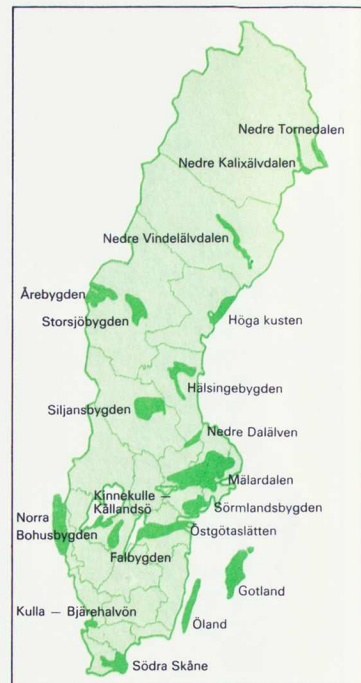 Nedre Tornedalen
Nedre Kalixälvdalen
Nedre Vindelälvdalen
Årebygden
Storsjöbygden
Höga kusten
Hälsingebygden
Siljansbygden
Nedre Dalälven
Mälardalen
Kinnekulle —
Kållandsö
Sörmlandsbygden
Norra
Bohusbygden
Östgötaslätten
Falbygden
Gotland
Kulla — Bjärehalvön
Öland
Södra Skåne